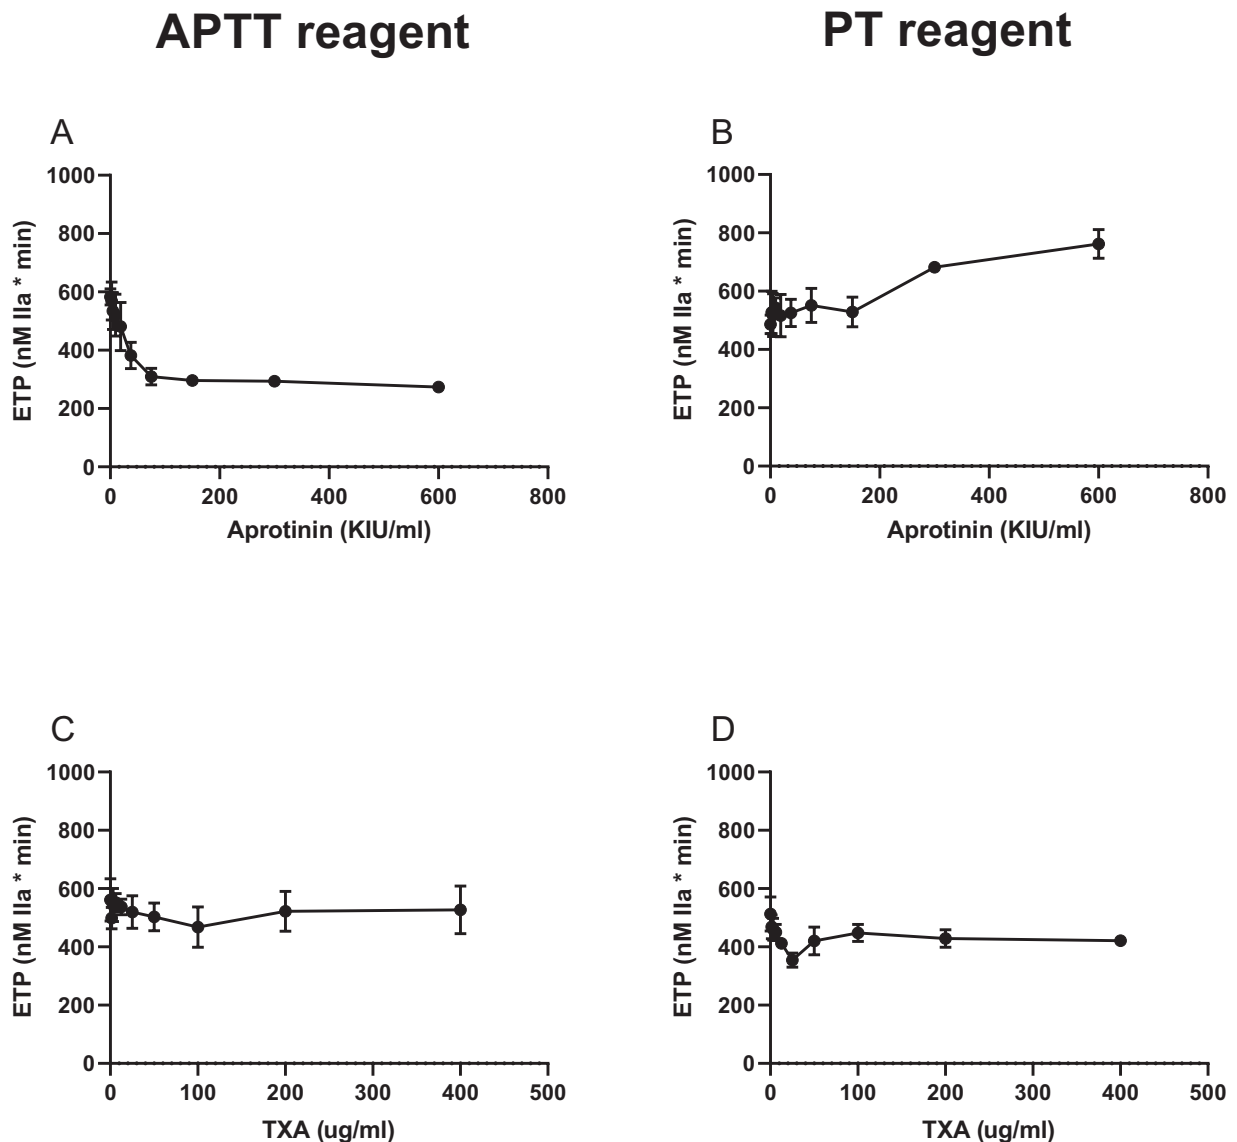 APTT reagent
PT reagent
A
1000
800
600
400
200
0
ETP (nM IIa * min)
0 200 400 600 800
Aprotinin (KIU/ml)
B
1000
800
600
400
200
0
ETP (nM IIa * min)
0 200 400 600 800
Aprotinin (KIU/ml)
C
1000
800
600
400
200
0
ETP (nM IIa * min)
0 100 200 300 400 500
TXA (ug/ml)
D
1000
800
600
400
200
0
ETP (nM IIa * min)
0 100 200 300 400 500
TXA (ug/ml)